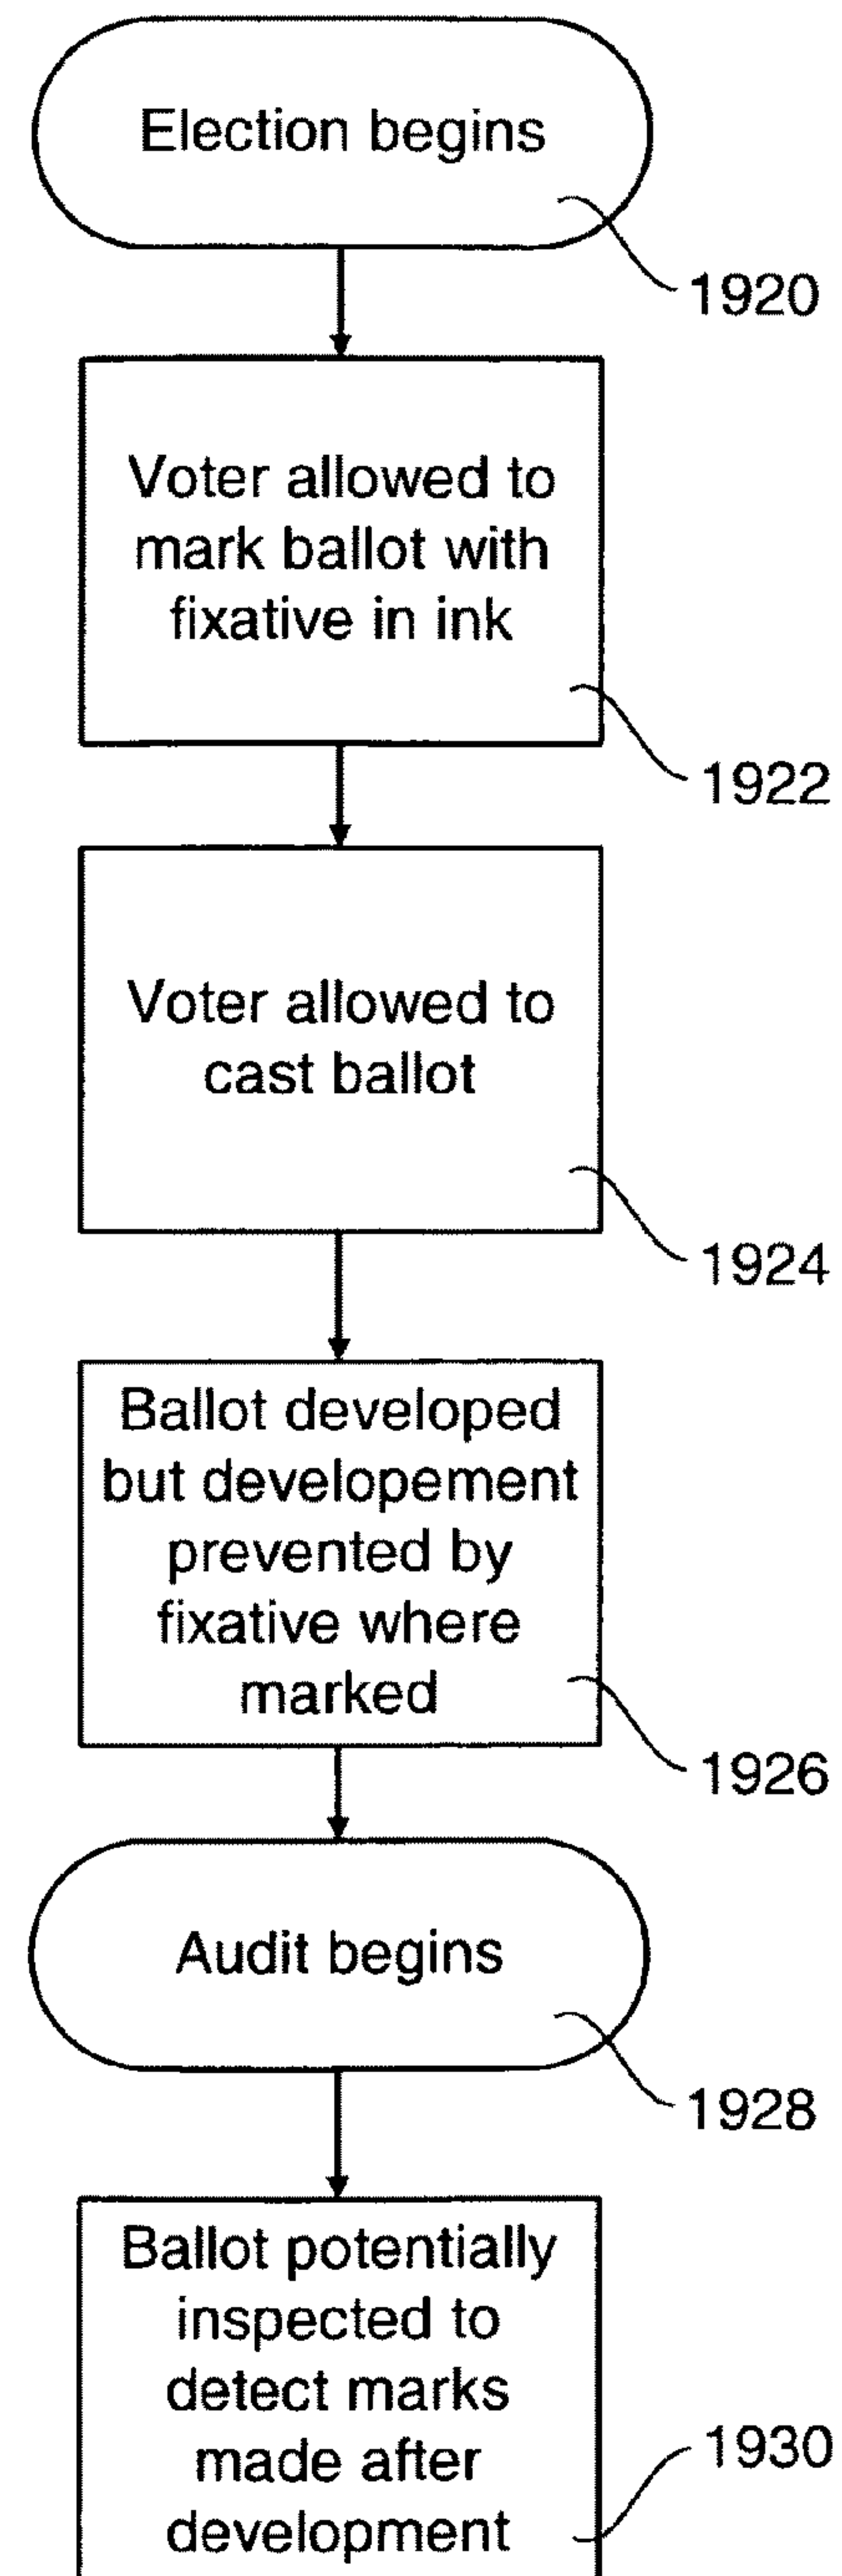 Election begins
1920
Voter allowed to
mark ballot with
fixative in ink
1922
Voter allowed to
cast ballot
1924
Ballot developed
but developement
prevented by
fixative where
marked
1926
Audit begins
1928
Ballot potentially
inspected to
detect marks
made after
development
1930